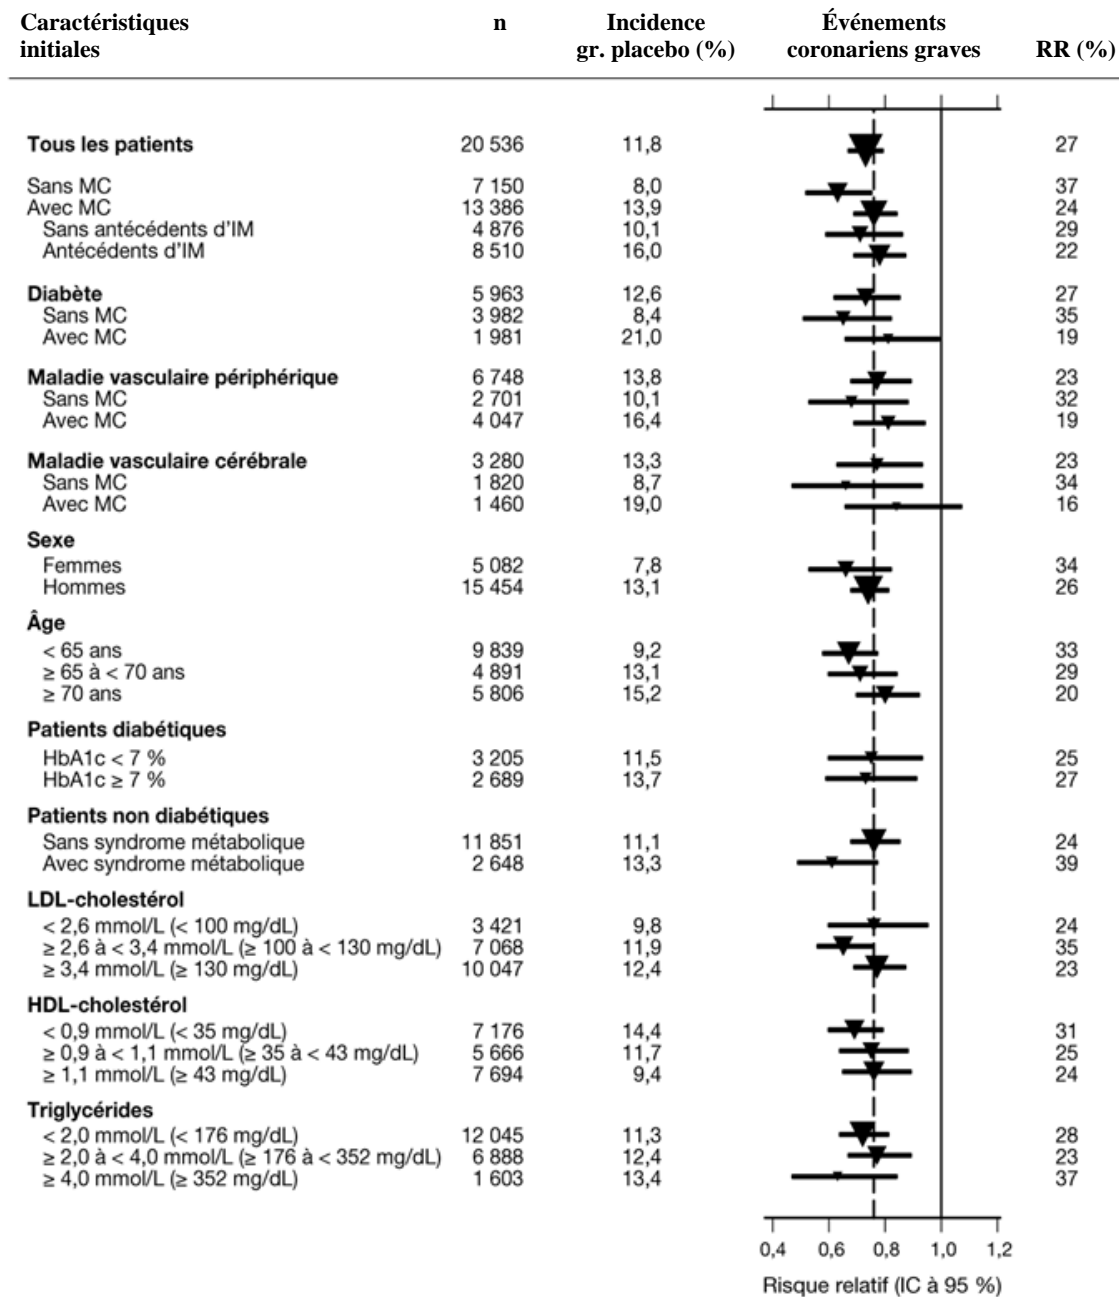 Caractéristiques initiales n Incidence gr. placebo (%) Événements coronariens graves RR (%)
Tous les patients 20 536 11,8 27
Sans MC 7 150 8,0 37
Avec MC 13 386 13,9 24
Sans antécédents d'IM 4 876 10,1 29
Antécédents d'IM 8 510 16,0 22
Diabète 5 963 12,6 27
Sans MC 3 982 8,4 35
Avec MC 1 981 21,0 19
Maladie vasculaire périphérique 6 748 13,8 23
Sans MC 2 701 10,1 32
Avec MC 4 047 16,4 19
Maladie vasculaire cérébrale 3 280 13,3 23
Sans MC 1 820 8,7 34
Avec MC 1 460 19,0 16
Sexe
Femmes 5 082 7,8 34
Hommes 15 454 13,1 26
Âge
< 65 ans 9 839 9,2 33
≥ 65 à < 70 ans 4 891 13,1 29
≥ 70 ans 5 806 15,2 20
Patients diabétiques
HbA1c < 7 % 3 205 11,5 25
HbA1c ≥ 7 % 2 689 13,7 27
Patients non diabétiques
Sans syndrome métabolique 11 851 11,1 24
Avec syndrome métabolique 2 648 13,3 39
LDL-cholestérol
< 2,6 mmol/L (< 100 mg/dL) 3 421 9,8 24
≥ 2,6 à < 3,4 mmol/L (≥ 100 à < 130 mg/dL) 7 068 11,9 35
≥ 3,4 mmol/L (≥ 130 mg/dL) 10 047 12,4 23
HDL-cholestérol
< 0,9 mmol/L (< 35 mg/dL) 7 176 14,4 31
≥ 0,9 à < 1,1 mmol/L (≥ 35 à < 43 mg/dL) 5 666 11,7 25
≥ 1,1 mmol/L (≥ 43 mg/dL) 7 694 9,4 24
Triglycérides
< 2,0 mmol/L (< 176 mg/dL) 12 045 11,3 28
≥ 2,0 à < 4,0 mmol/L (≥ 176 à < 352 mg/dL) 6 888 12,4 23
≥ 4,0 mmol/L (≥ 352 mg/dL) 1 603 13,4 37
0,4 0,6 0,8 1,0 1,2
Risque relatif (IC à 95 %)